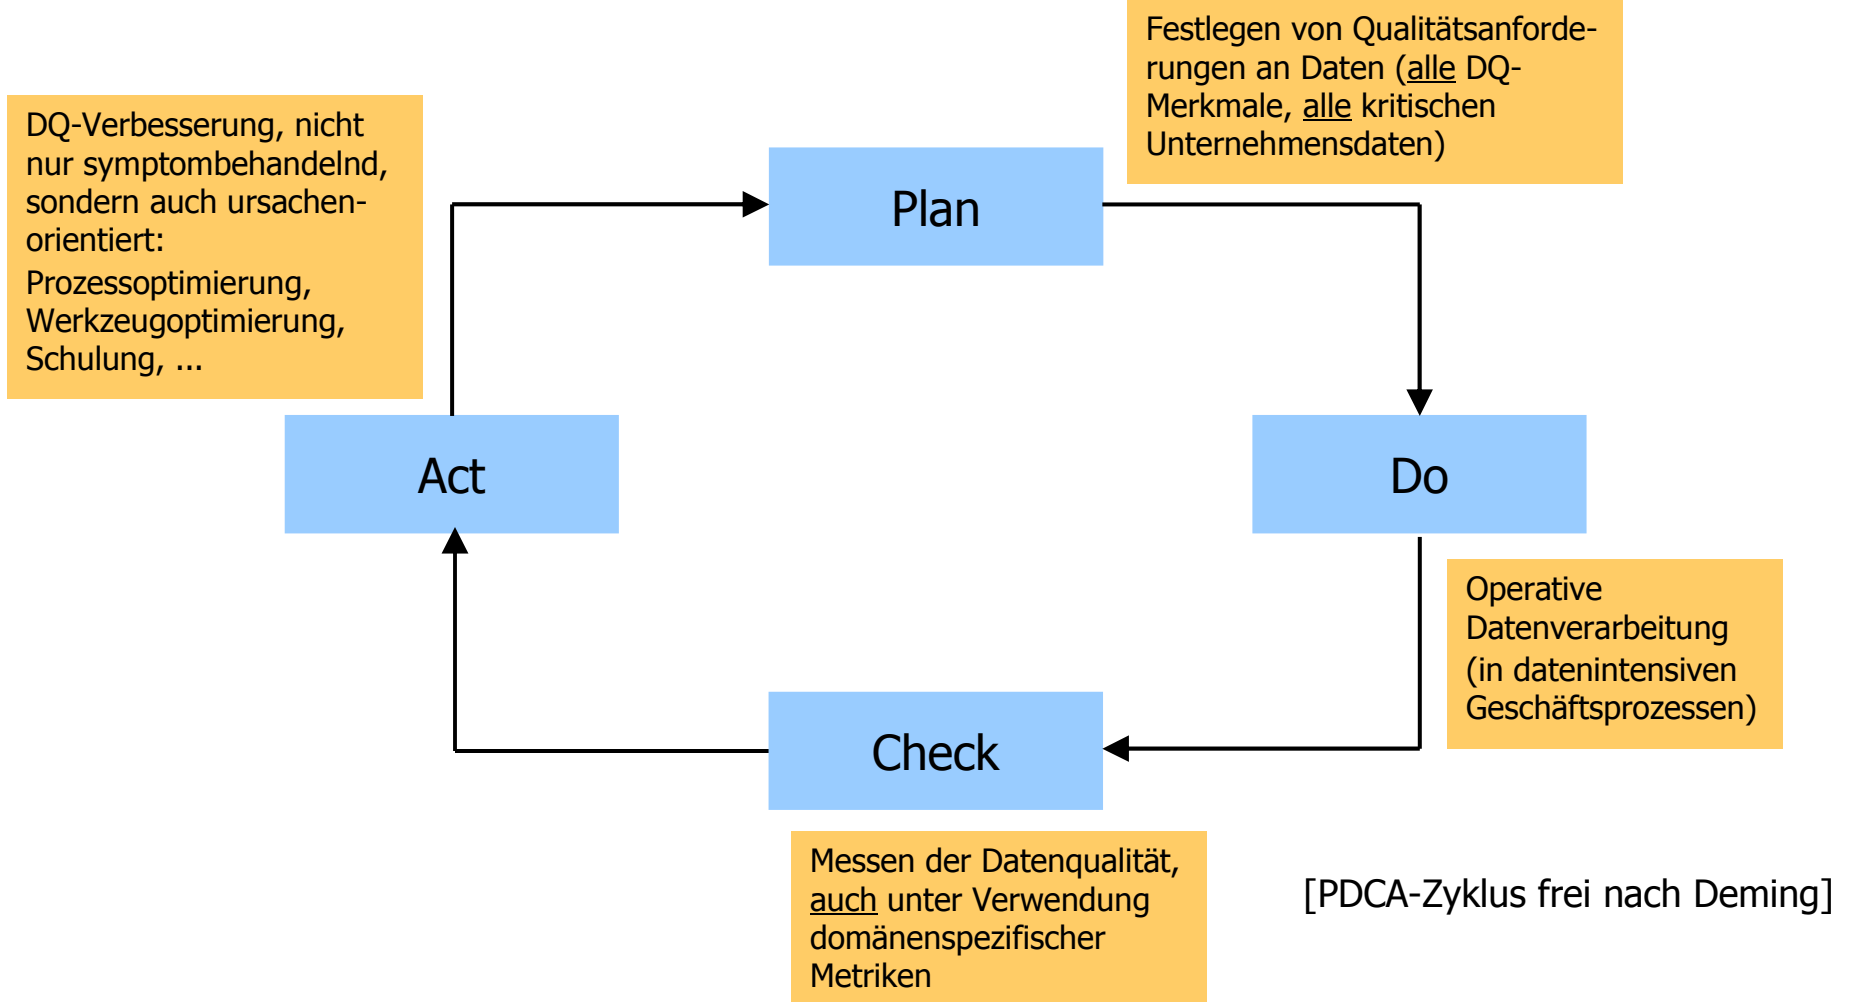 Festlegen von Qualitätsanforde-
rungen an Daten (alle DQ-
Merkmale, alle kritischen
Unternehmensdaten)
DQ-Verbesserung, nicht
nur symptombehandelnd,
sondern auch ursachen-
orientiert:
Prozessoptimierung,
Werkzeugoptimierung,
Schulung, ...
Plan
Act
Do
Operative
Datenverarbeitung
(in datenintensiven
Geschäftsprozessen)
Check
Messen der Datenqualität,
auch unter Verwendung
domänenspezifischer
Metriken
[PDCA-Zyklus frei nach Deming]